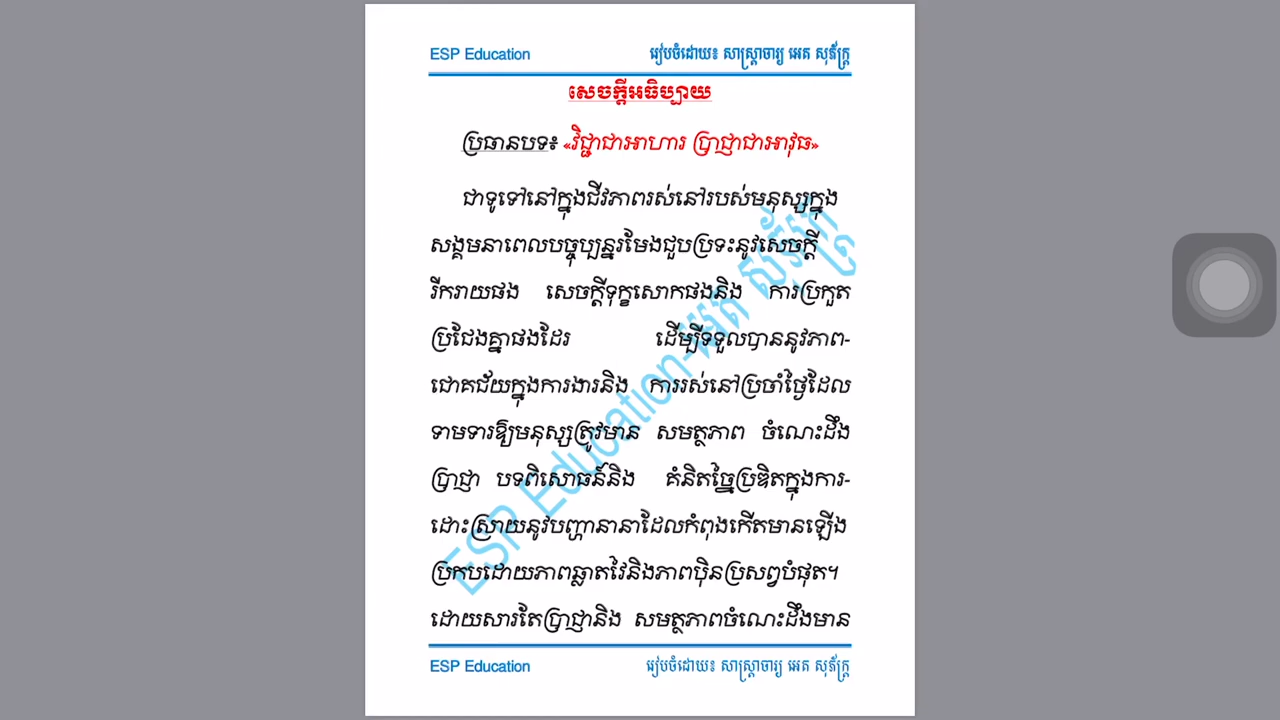 ESP Education រៀបចំដោយ៖ សាស្ត្រាចារ្យ អេត សុភ័ក្ត្រ
សេចក្តីអធិប្បាយ
ប្រធានបទ៖ «វិជ្ជាជាអាហារ ប្រាជ្ញាជាអាវុធ»
ជាទូទៅនៅក្នុងជីវភាពរស់នៅរបស់មនុស្សក្នុង
សង្គមនាពេលបច្ចុប្បន្នរមែងជួបប្រទះនូវសេចក្តី
រីករាយផង សេចក្តីទុក្ខសោកផងនិង ការប្រកួត
ប្រជែងគ្នាផងដែរ ដើម្បីទទួលបាននូវភាព-
ជោគជ័យក្នុងការងារនិង ការរស់នៅប្រចាំថ្ងៃដែល
ទាមទារឱ្យមនុស្សត្រូវមាន សមត្ថភាព ចំណេះដឹង
ប្រាជ្ញា បទពិសោធន៍និង គំនិតច្នៃប្រឌិតក្នុងការ-
ដោះស្រាយនូវបញ្ហានានាដែលកំពុងកើតមានឡើង
ប្រកបដោយភាពឆ្លាតវៃនិងភាពប៉ិនប្រសព្វបំផុត។
ដោយសារតែប្រាជ្ញានិង សមត្ថភាពចំណេះដឹងមាន
ESP Education-អេត សុភ័ក្ត្រ
ESP Education រៀបចំដោយ៖ សាស្ត្រាចារ្យ អេត សុភ័ក្ត្រ